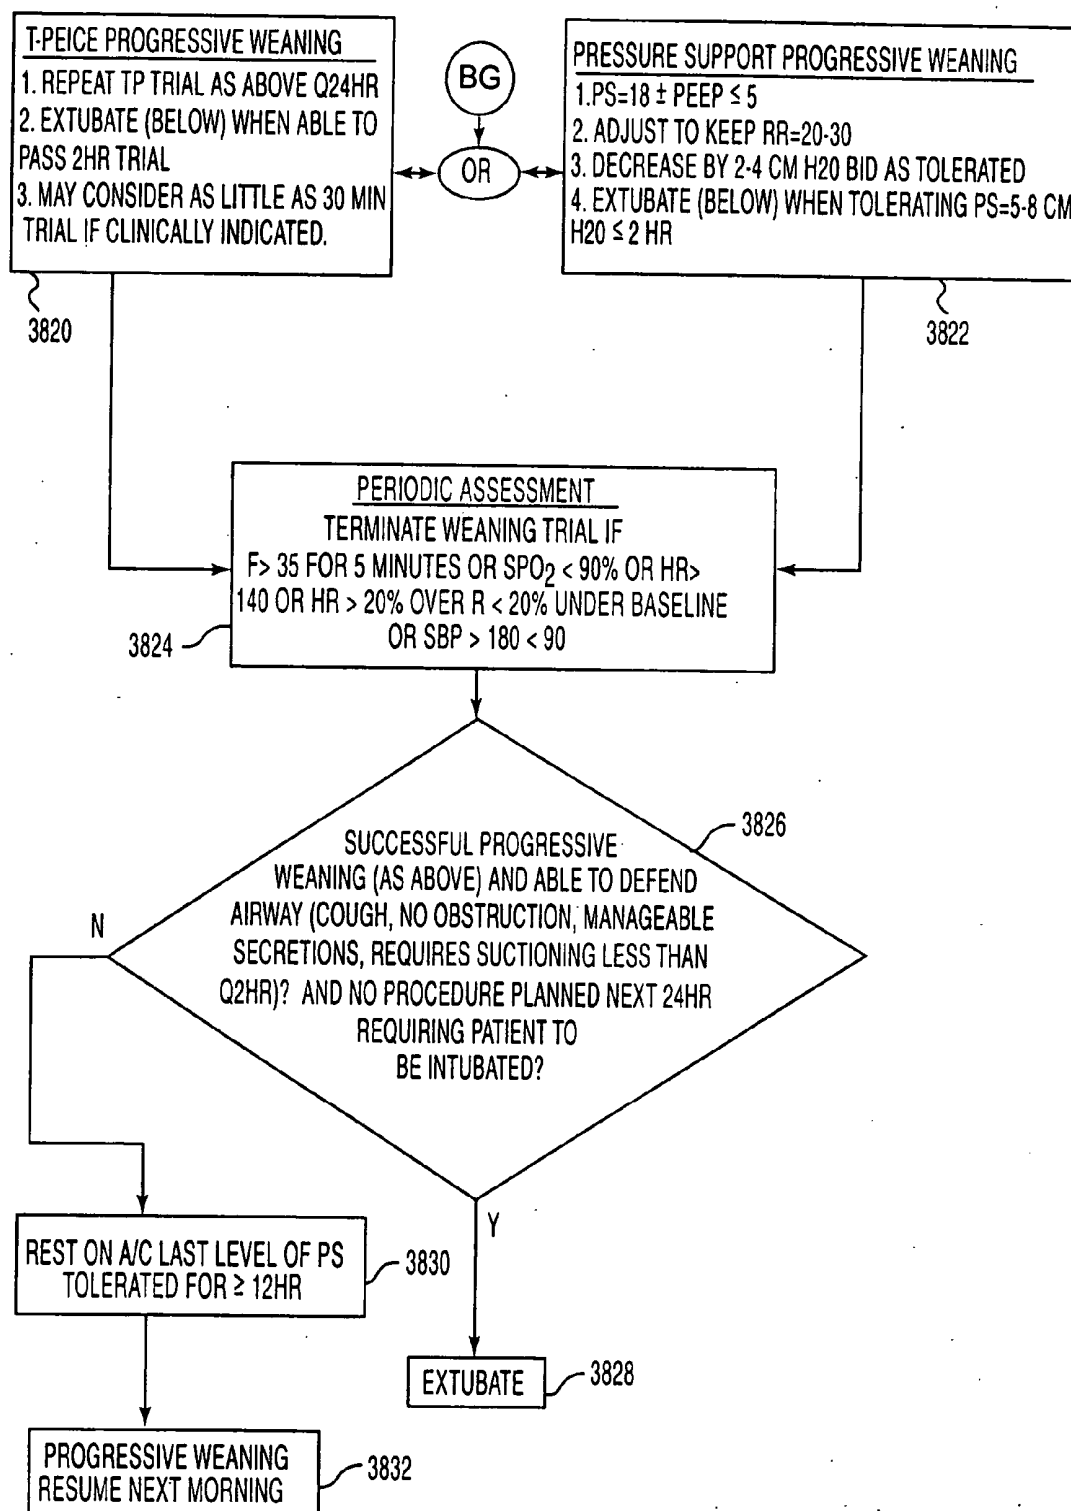 T-PEICE PROGRESSIVE WEANING
1. REPEAT TP TRIAL AS ABOVE Q24HR
2. EXTUBATE (BELOW) WHEN ABLE TO
PASS 2HR TRIAL
3. MAY CONSIDER AS LITTLE AS 30 MIN
TRIAL IF CLINICALLY INDICATED.
3820
BG
OR
PRESSURE SUPPORT PROGRESSIVE WEANING
1.PS=18 ± PEEP ≤ 5
2. ADJUST TO KEEP RR=20-30
3. DECREASE BY 2-4 CM H20 BID AS TOLERATED
4. EXTUBATE (BELOW) WHEN TOLERATING PS=5-8 CM
H20 ≤ 2 HR
3822
PERIODIC ASSESSMENT
TERMINATE WEANING TRIAL IF
F> 35 FOR 5 MINUTES OR SPO2 < 90% OR HR>
140 OR HR > 20% OVER R < 20% UNDER BASELINE
OR SBP > 180 < 90
3824
SUCCESSFUL PROGRESSIVE
WEANING (AS ABOVE) AND ABLE TO DEFEND
AIRWAY (COUGH, NO OBSTRUCTION, MANAGEABLE
SECRETIONS, REQUIRES SUCTIONING LESS THAN
Q2HR)? AND NO PROCEDURE PLANNED NEXT 24HR
REQUIRING PATIENT TO
BE INTUBATED?
3826
N
Y
REST ON A/C LAST LEVEL OF PS
TOLERATED FOR ≥ 12HR
3830
EXTUBATE
3828
PROGRESSIVE WEANING
RESUME NEXT MORNING
3832